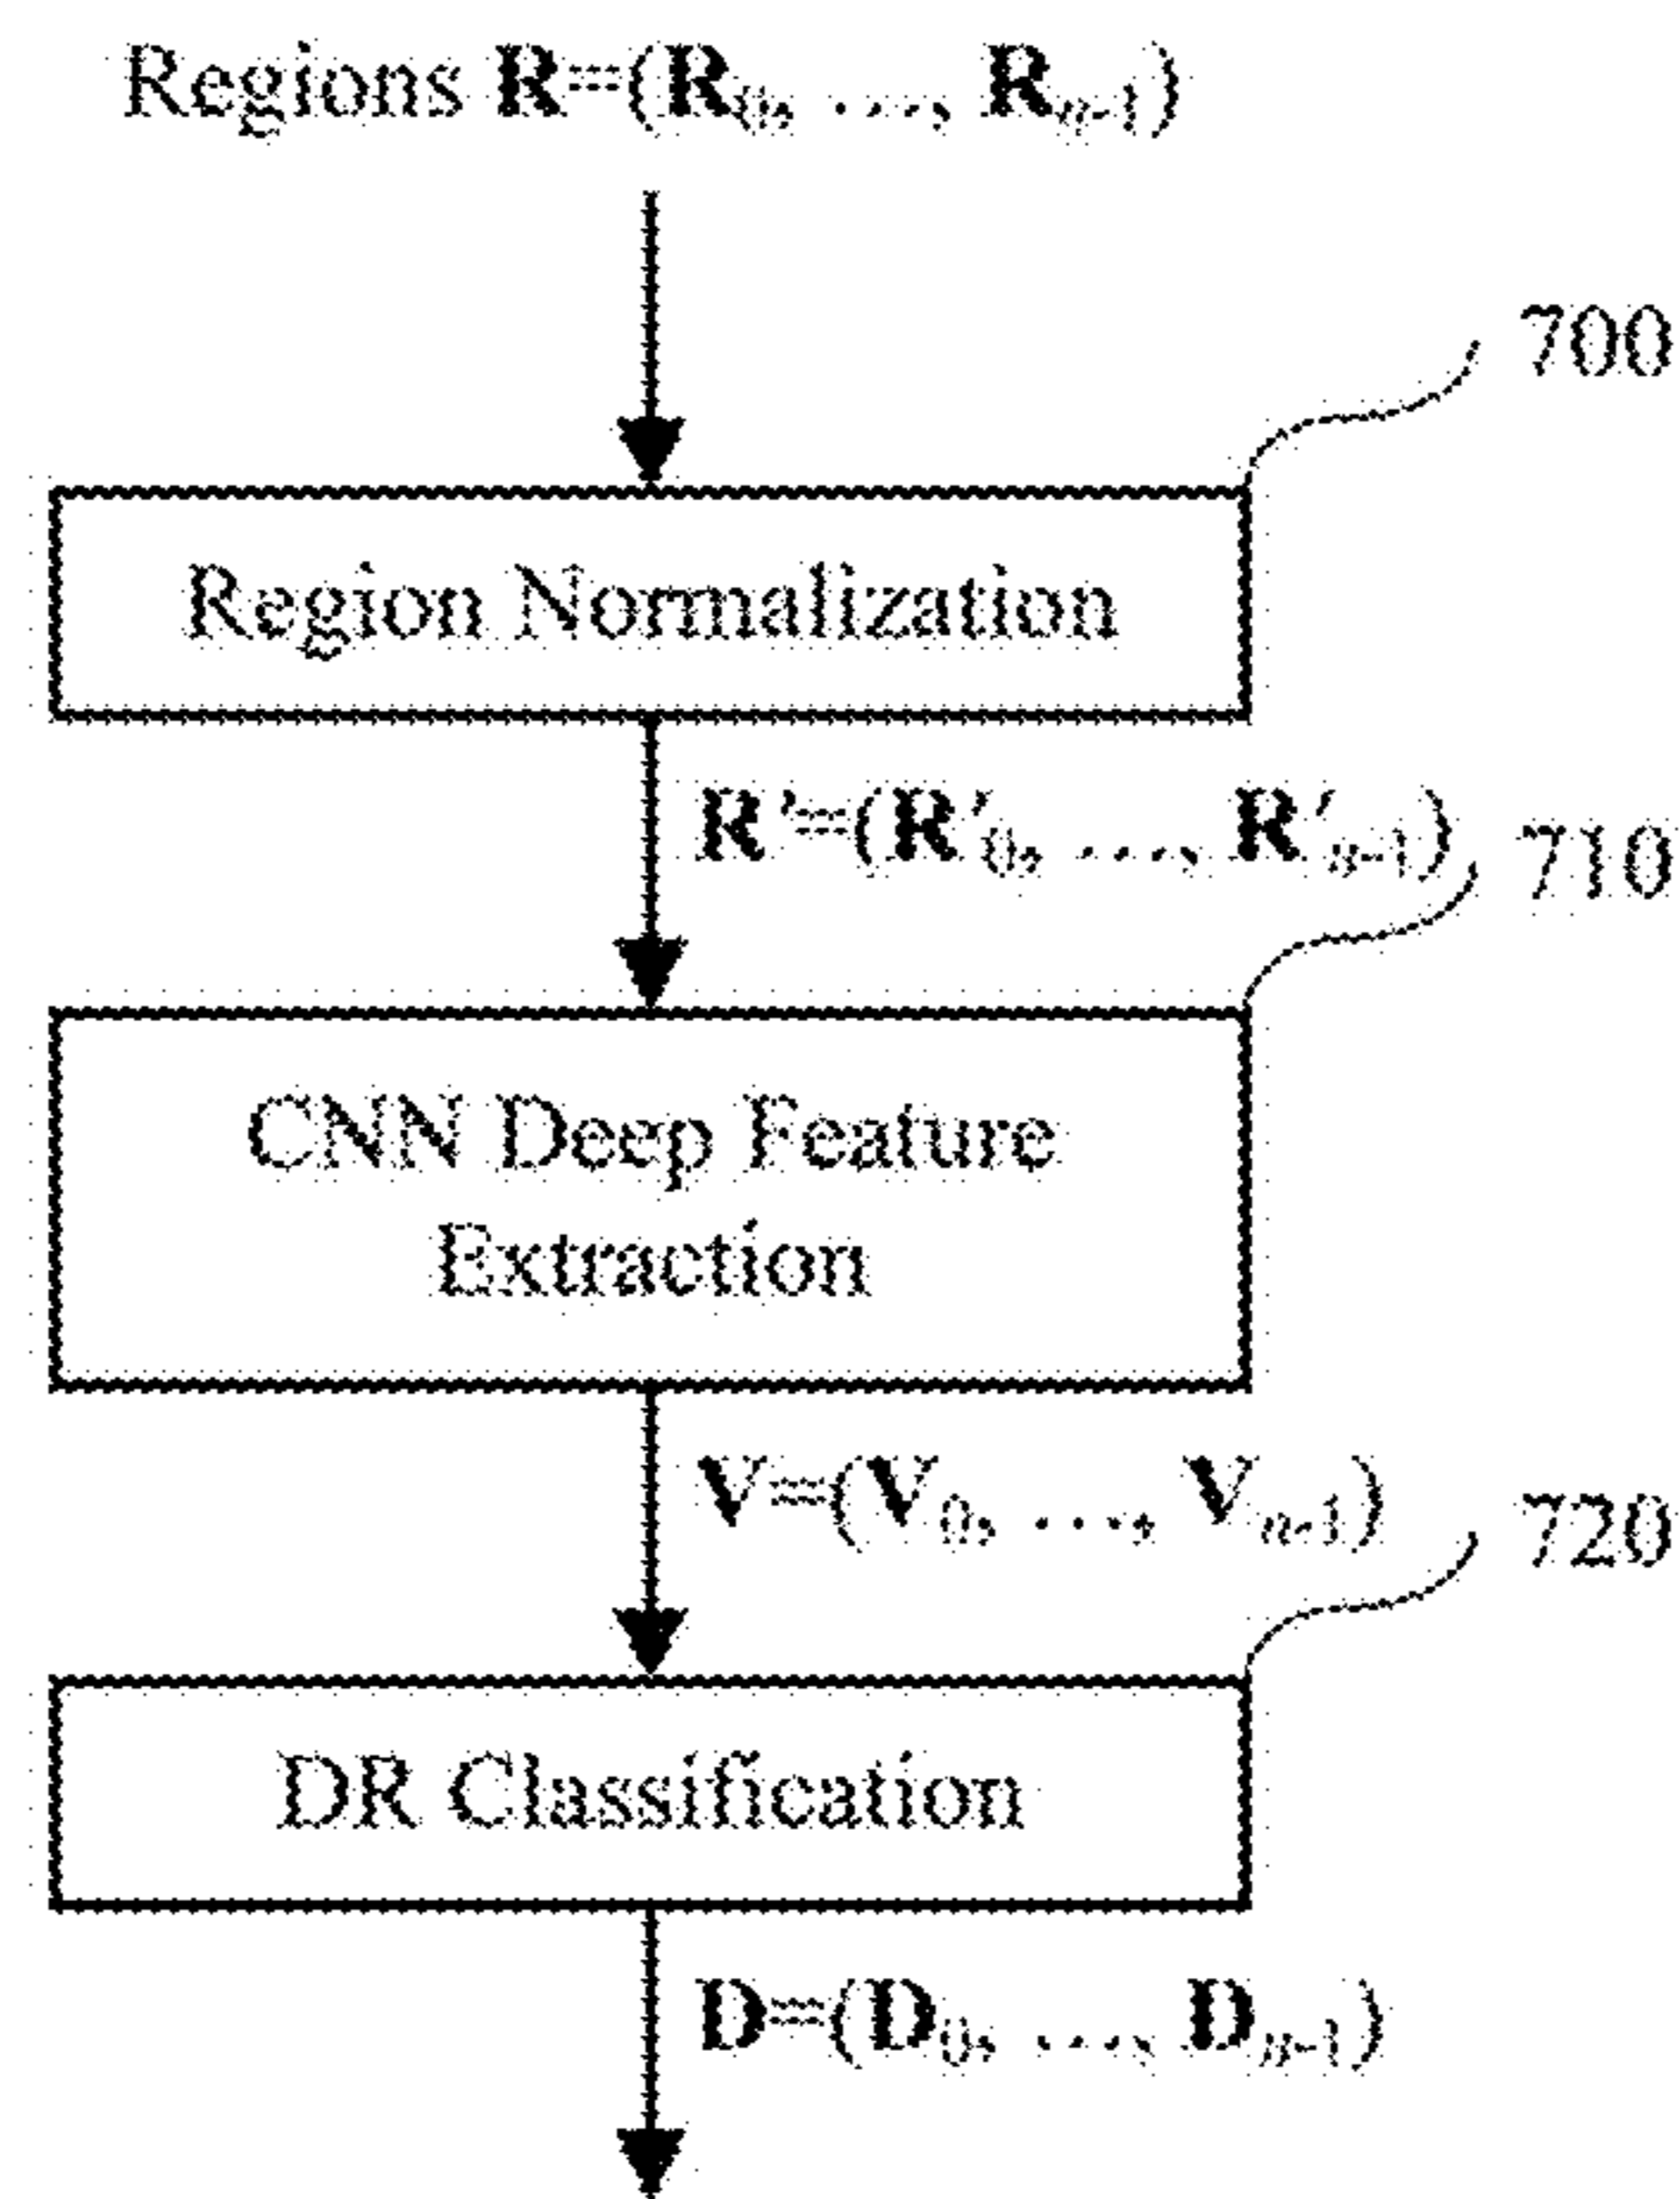 Regions R=(R0, ..., Rn-1)
700
Region Normalization
R'=(R'0, ..., R'n-1)
710
CNN Deep Feature
Extraction
V=(V0, ..., Vn-1)
720
DR Classification
D=(D0, ..., Dn-1)